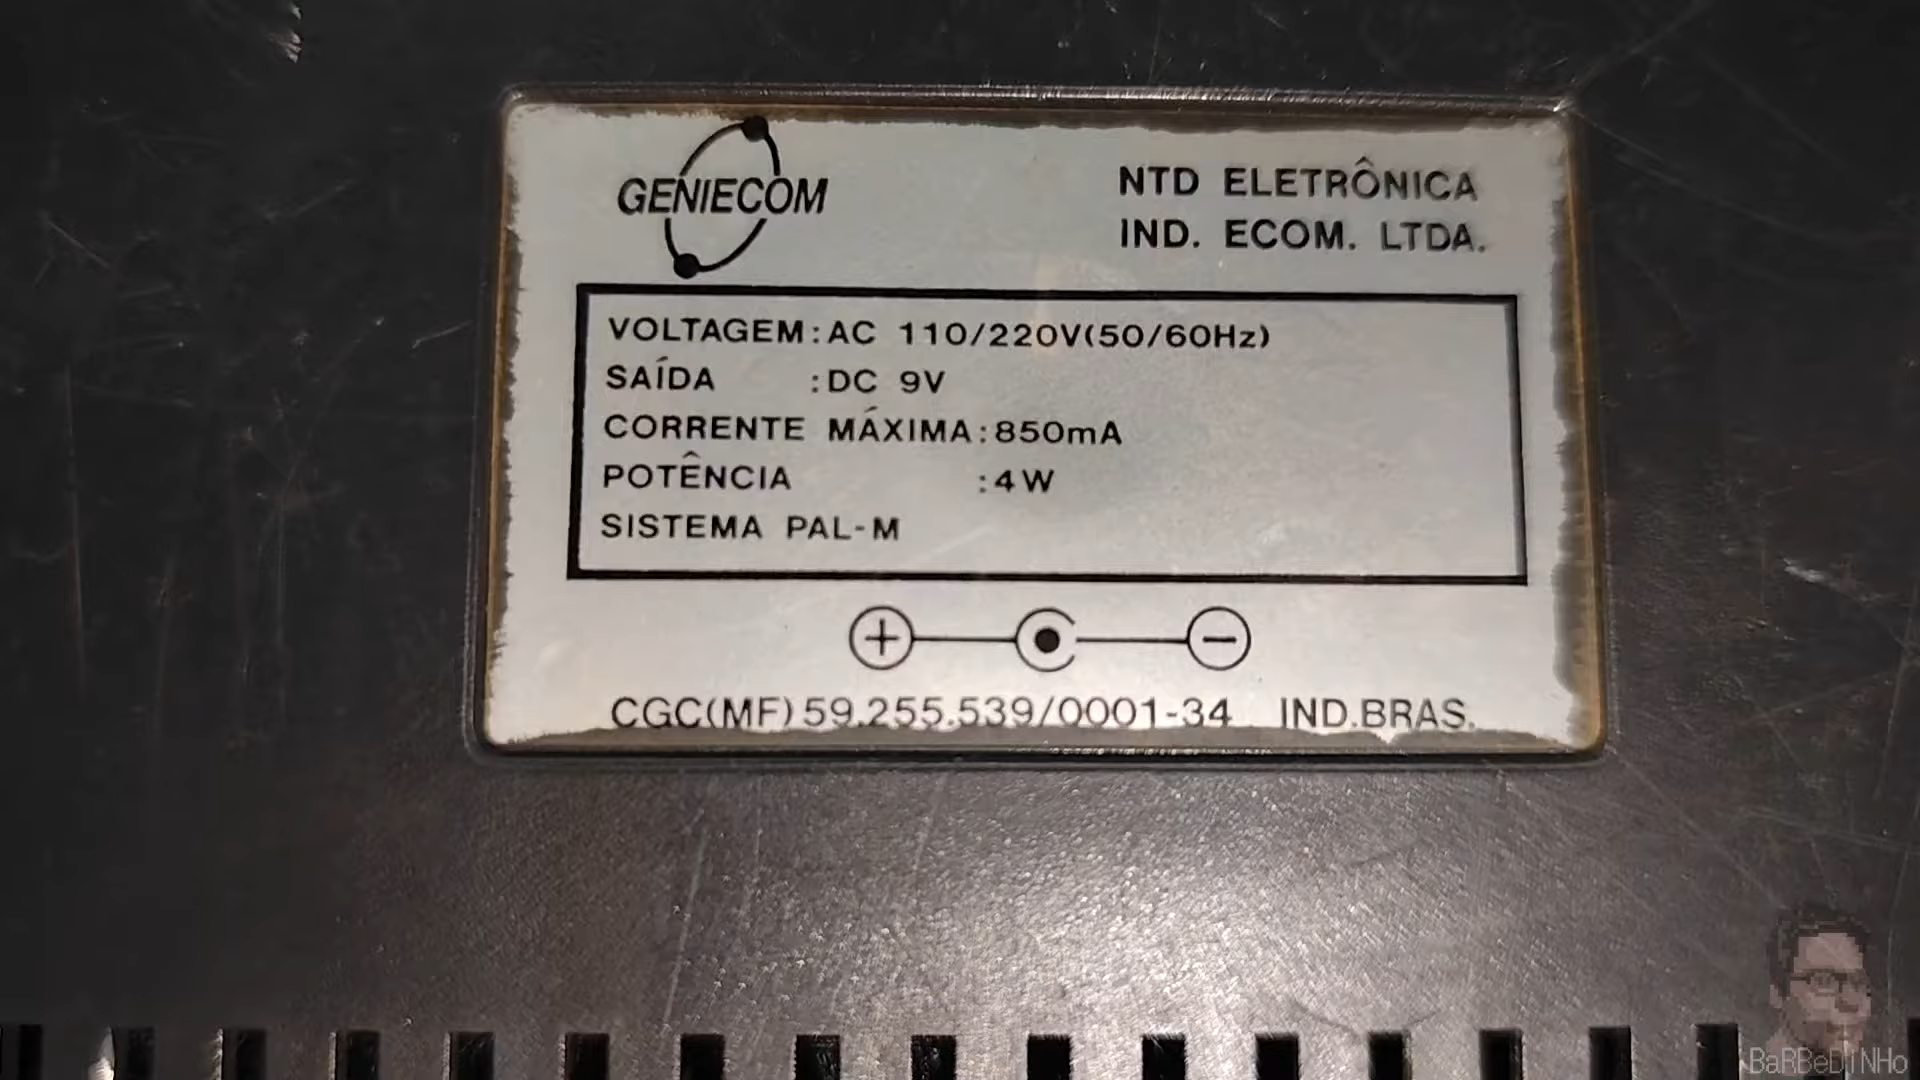 GENIECOM
NTD ELETRÔNICA
IND. ECOM. LTDA.
VOLTAGEM:AC 110/220V(50/60Hz)
SAÍDA :DC 9V
CORRENTE MÁXIMA:850mA
POTÊNCIA :4W
SISTEMA PAL-M
CGC(MF)59.255.539/0001-34 IND.BRAS.
BaRBeDiNHo